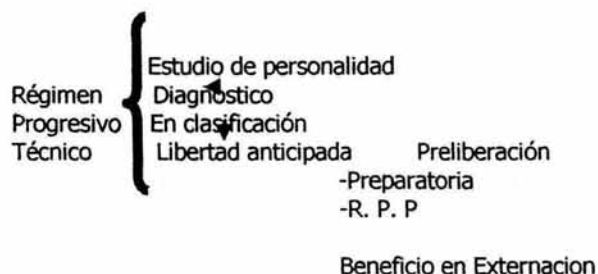 Estudio de personalidad
Régimen Diagnostico
Progresivo En clasificación
Técnico Libertad anticipada Preliberación
-Preparatoria
-R. P. P
Beneficio en Externacion